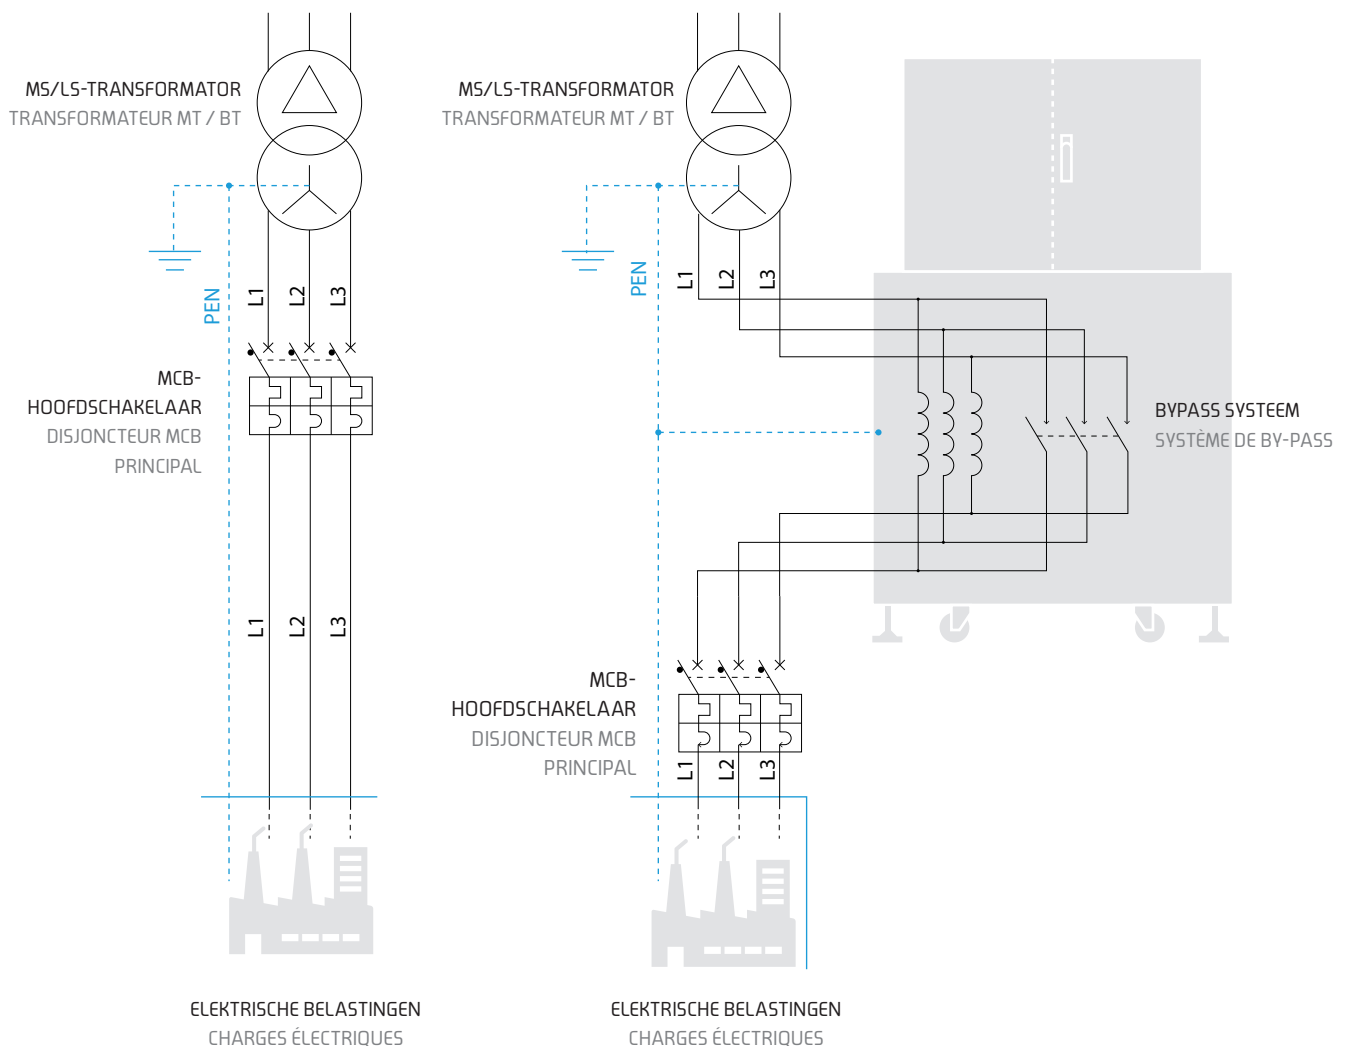 MS/LS-TRANSFORMATOR
TRANSFORMATEUR MT / BT
PEN
L1
L2
L3
MCB-
HOOFDSCHAKELAAR
DISJONCTEUR MCB
PRINCIPAL
L1
L2
L3
ELEKTRISCHE BELASTINGEN
CHARGES ÉLECTRIQUES
MS/LS-TRANSFORMATOR
TRANSFORMATEUR MT / BT
PEN
L1
L2
L3
BYPASS SYSTEEM
SYSTÈME DE BY-PASS
MCB-
HOOFDSCHAKELAAR
DISJONCTEUR MCB
PRINCIPAL
L1
L2
L3
ELEKTRISCHE BELASTINGEN
CHARGES ÉLECTRIQUES